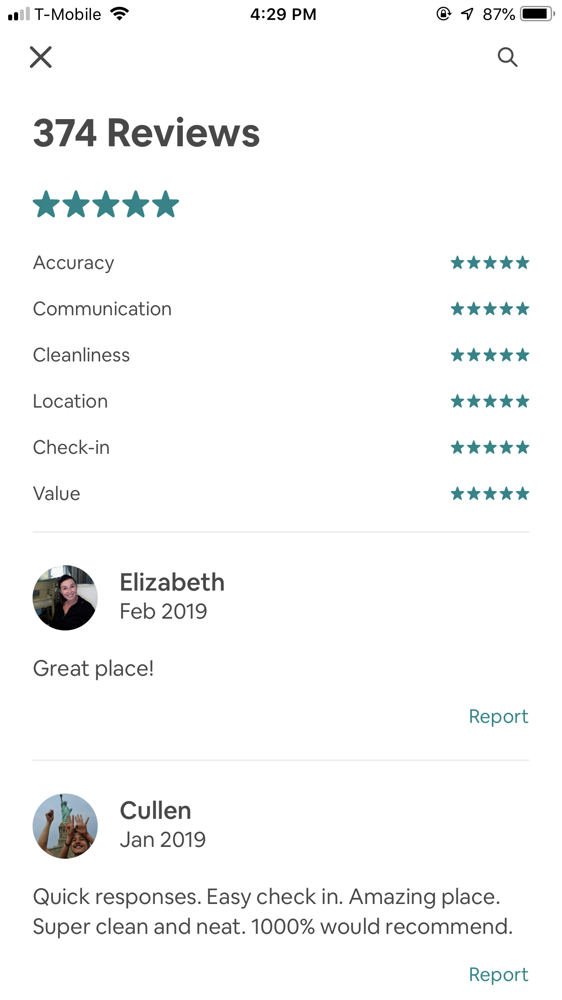 T-Mobile 4:29 PM 87%
374 Reviews
Accuracy
Communication
Cleanliness
Location
Check-in
Value
Elizabeth
Feb 2019
Great place!
Report
Cullen
Jan 2019
Quick responses. Easy check in. Amazing place.
Super clean and neat. 1000% would recommend.
Report